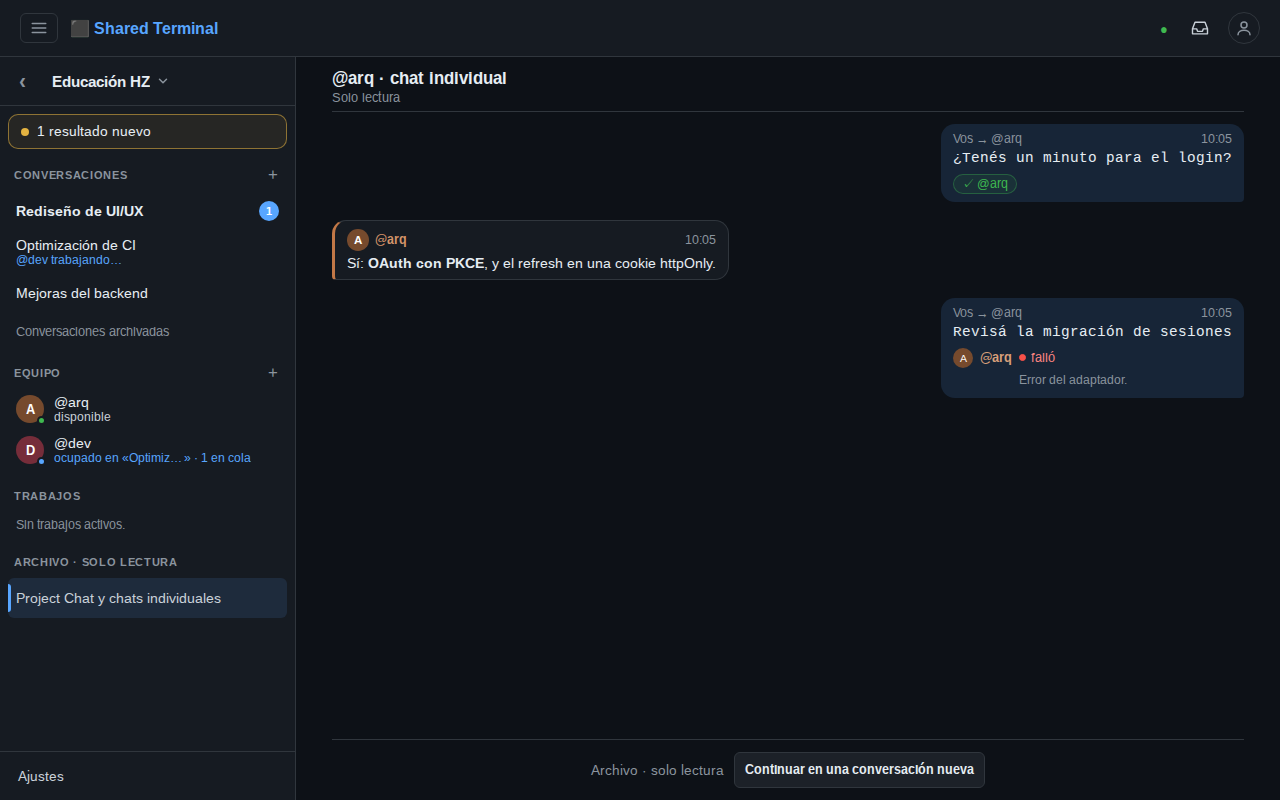 Shared Terminal
Educación HZ
1 resultado nuevo
CONVERSACIONES +
Rediseño de UI/UX 1
Optimización de CI
@dev trabajando…
Mejoras del backend
Conversaciones archivadas
EQUIPO +
A @arq
disponible
D @dev
ocupado en «Optimiz…» · 1 en cola
TRABAJOS
Sin trabajos activos.
ARCHIVO · SOLO LECTURA
Project Chat y chats individuales
Ajustes
@arq · chat individual
Solo lectura
Vos → @arq 10:05
¿Tenés un minuto para el login?
✓ @arq
A @arq 10:05
Sí: OAuth con PKCE, y el refresh en una cookie httpOnly.
Vos → @arq 10:05
Revisá la migración de sesiones
A @arq falló
Error del adaptador.
Archivo · solo lectura Continuar en una conversación nueva